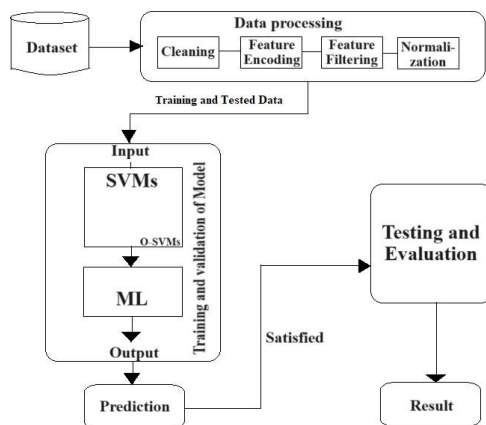 Dataset
Data processing
Cleaning
Feature
Encoding
Feature
Filtering
Normali-
zation
Training and Tested Data
Input
SVMs
O-SVMs
ML
Output
Training and validation of Model
Prediction
Satisfied
Testing and
Evaluation
Result